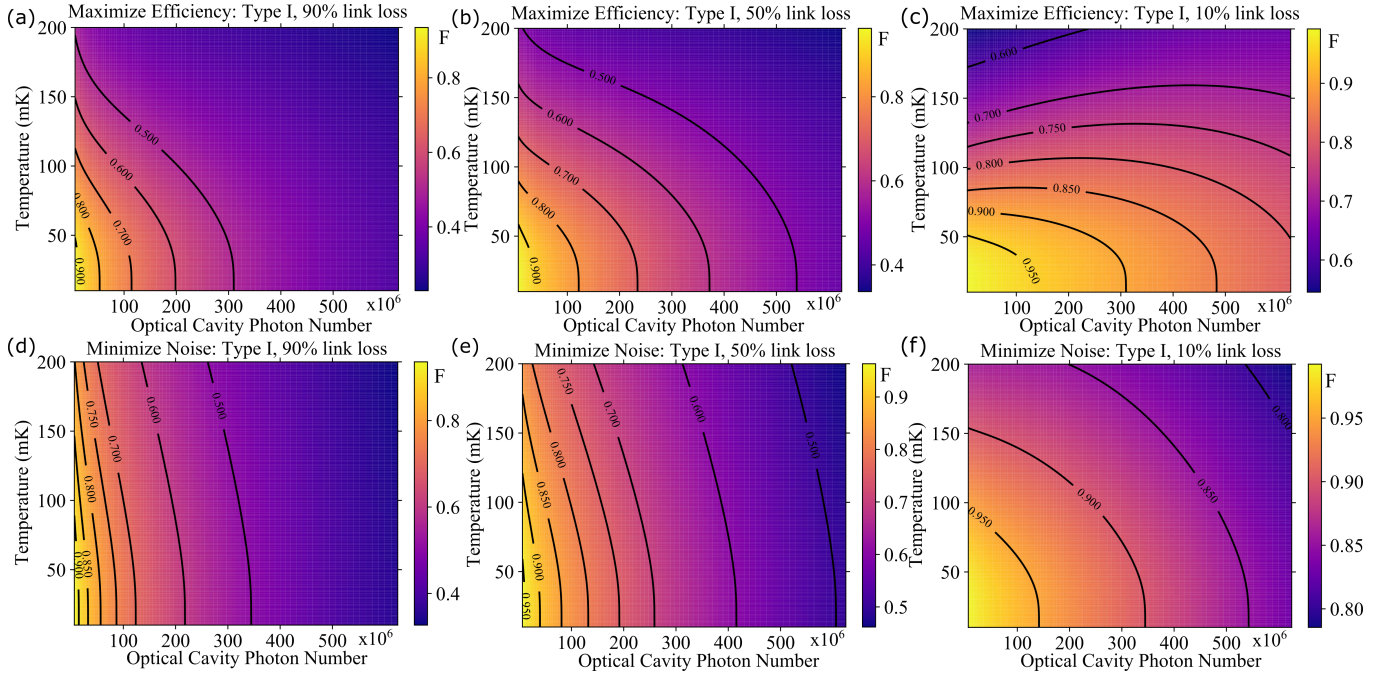 (a) Maximize Efficiency: Type I, 90% link loss
F
Temperature (mK)
200
150
100
50
0.8
0.6
0.4
0.500
0.600
0.700
0.800
0.900
100 200 300 400 500 x10⁶
Optical Cavity Photon Number
(b) Maximize Efficiency: Type I, 50% link loss
F
Temperature (mK)
200
150
100
50
0.8
0.6
0.4
0.500
0.600
0.700
0.800
0.900
100 200 300 400 500 x10⁶
Optical Cavity Photon Number
(c) Maximize Efficiency: Type I, 10% link loss
F
Temperature (mK)
200
150
100
50
0.9
0.8
0.7
0.6
0.600
0.700
0.750
0.800
0.850
0.900
0.950
100 200 300 400 500 x10⁶
Optical Cavity Photon Number
(d) Minimize Noise: Type I, 90% link loss
F
Temperature (mK)
200
150
100
50
0.8
0.6
0.4
0.750
0.700
0.600
0.500
0.800
0.900
0.850
100 200 300 400 500 x10⁶
Optical Cavity Photon Number
(e) Minimize Noise: Type I, 50% link loss
F
Temperature (mK)
200
150
100
50
0.9
0.8
0.7
0.6
0.5
0.750
0.700
0.600
0.500
0.800
0.850
0.900
0.950
100 200 300 400 500 x10⁶
Optical Cavity Photon Number
(f) Minimize Noise: Type I, 10% link loss
F
Temperature (mK)
200
150
100
50
0.95
0.90
0.85
0.80
0.800
0.850
0.900
0.950
100 200 300 400 500 x10⁶
Optical Cavity Photon Number